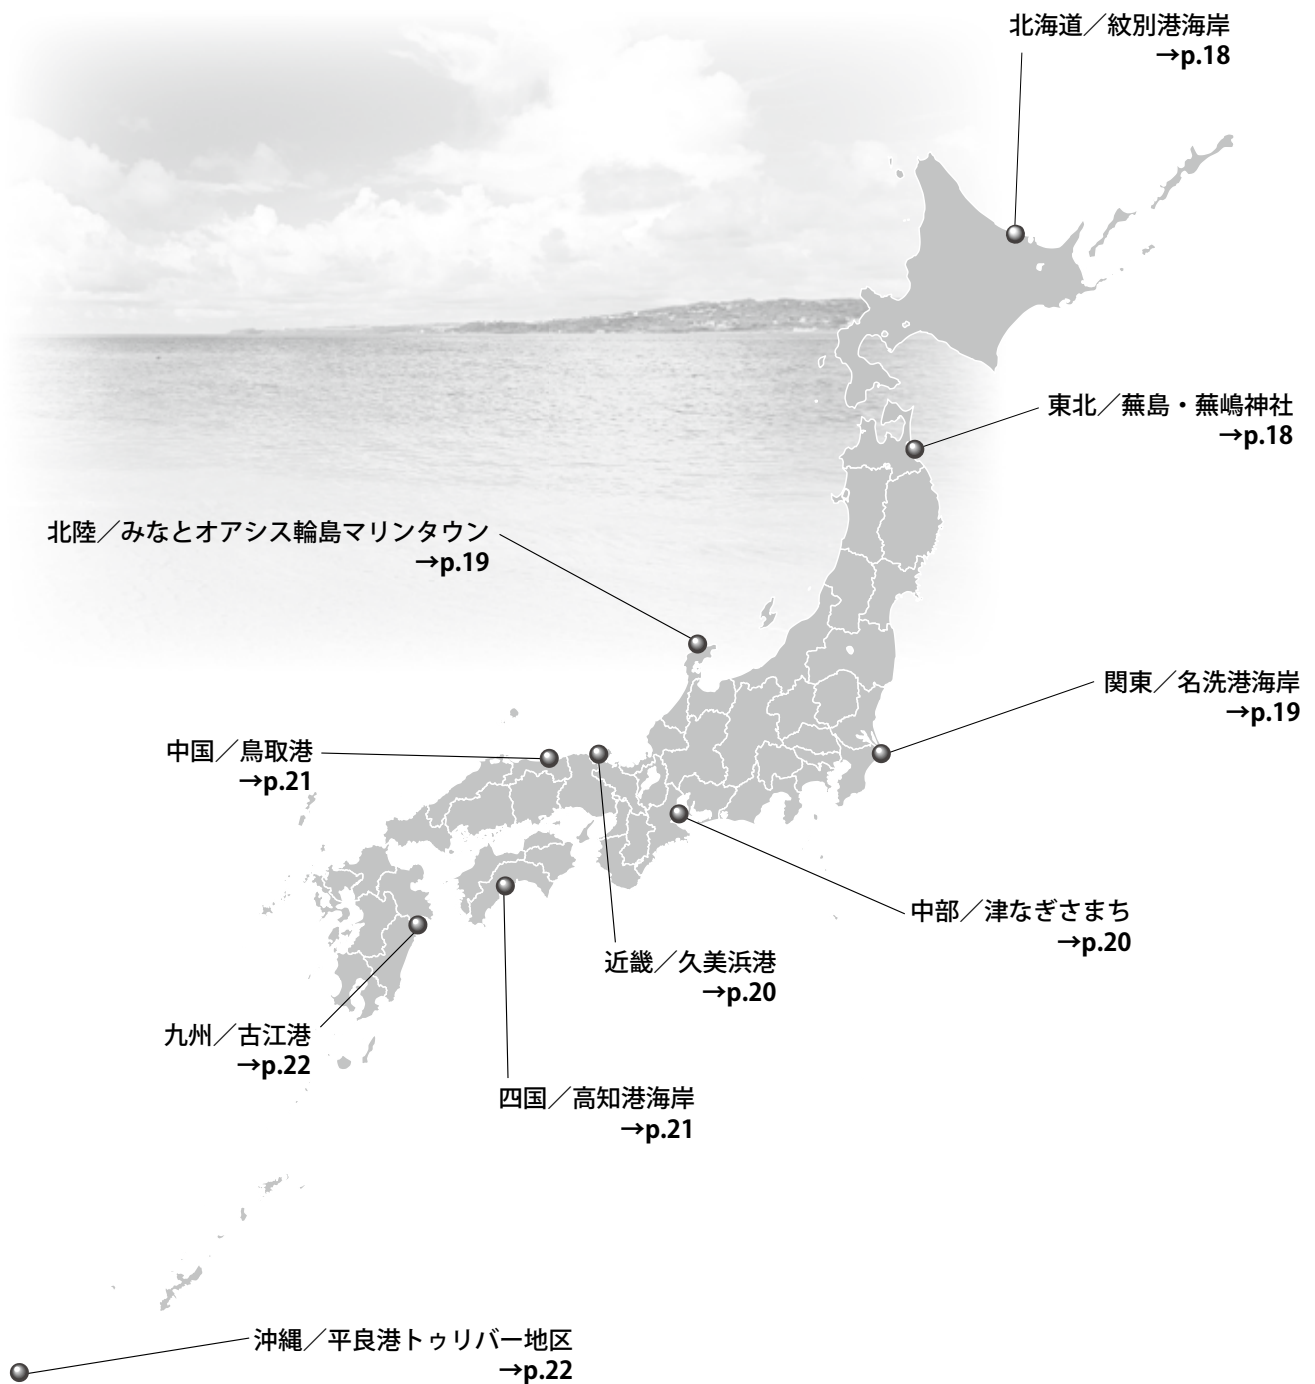 北海道／紋別港海岸
→p.18
東北／蕪島・蕪嶋神社
→p.18
北陸／みなとオアシス輪島マリンタウン
→p.19
関東／名洗港海岸
→p.19
中国／鳥取港
→p.21
中部／津なぎさまち
→p.20
近畿／久美浜港
→p.20
九州／古江港
→p.22
四国／高知港海岸
→p.21
沖縄／平良港トゥリバー地区
→p.22